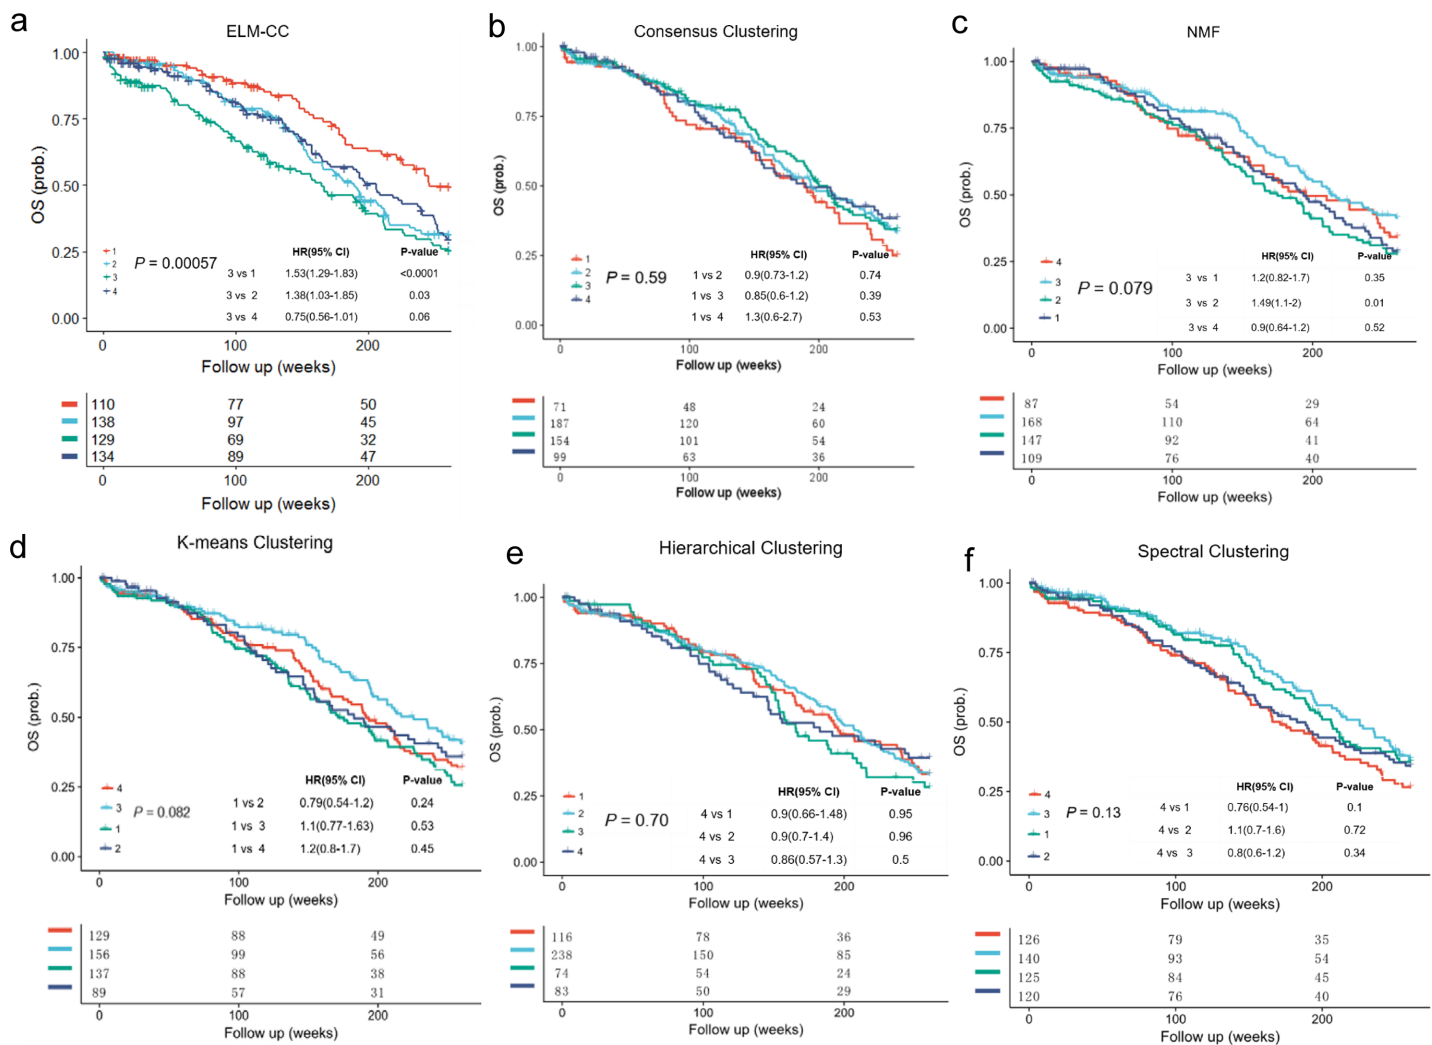 a
ELM-CC
1.00
0.75
0.50
0.25
0.00
OS (prob.)
1
2
3
4
P = 0.00057
HR(95% CI) P-value
3 vs 1 1.53(1.29-1.83) <0.0001
3 vs 2 1.38(1.03-1.85) 0.03
3 vs 4 0.75(0.56-1.01) 0.06
0 100 200
Follow up (weeks)
110 77 50
138 97 45
129 69 32
134 89 47
0 100 200
Follow up (weeks)
b
Consensus Clustering
1.00
0.75
0.50
0.25
0.00
OS (prob.)
1
2
3
4
P = 0.59
HR(95% CI) P-value
1 vs 2 0.9(0.73-1.2) 0.74
1 vs 3 0.85(0.6-1.2) 0.39
1 vs 4 1.3(0.6-2.7) 0.53
0 100 200
Follow up (weeks)
71 48 24
187 120 60
154 101 54
99 63 36
0 100 200
Follow up (weeks)
c
NMF
1.00
0.75
0.50
0.25
0.00
OS (prob.)
4
3
2
1
P = 0.079
HR(95% CI) P-value
3 vs 1 1.2(0.82-1.7) 0.35
3 vs 2 1.49(1.1-2) 0.01
3 vs 4 0.9(0.64-1.2) 0.52
0 100 200
Follow up (weeks)
87 54 29
168 110 64
147 92 41
109 76 40
0 100 200
Follow up (weeks)
d
K-means Clustering
1.00
0.75
0.50
0.25
0.00
OS (prob.)
4
3
1
2
P = 0.082
HR(95% CI) P-value
1 vs 2 0.79(0.54-1.2) 0.24
1 vs 3 1.1(0.77-1.63) 0.53
1 vs 4 1.2(0.8-1.7) 0.45
0 100 200
Follow up (weeks)
129 88 49
156 99 56
137 88 38
89 57 31
0 100 200
Follow up (weeks)
e
Hierarchical Clustering
1.00
0.75
0.50
0.25
0.00
OS (prob.)
1
2
3
4
P = 0.70
HR(95% CI) P-value
4 vs 1 0.9(0.66-1.48) 0.95
4 vs 2 0.9(0.7-1.4) 0.96
4 vs 3 0.86(0.57-1.3) 0.5
0 100 200
Follow up (weeks)
116 78 36
238 150 85
74 54 24
83 50 29
0 100 200
Follow up (weeks)
f
Spectral Clustering
1.00
0.75
0.50
0.25
0.00
OS (prob.)
4
3
1
2
P = 0.13
HR(95% CI) P-value
4 vs 1 0.76(0.54-1) 0.1
4 vs 2 1.1(0.7-1.6) 0.72
4 vs 3 0.8(0.6-1.2) 0.34
0 100 200
Follow up (weeks)
126 79 35
140 93 54
125 84 45
120 76 40
0 100 200
Follow up (weeks)